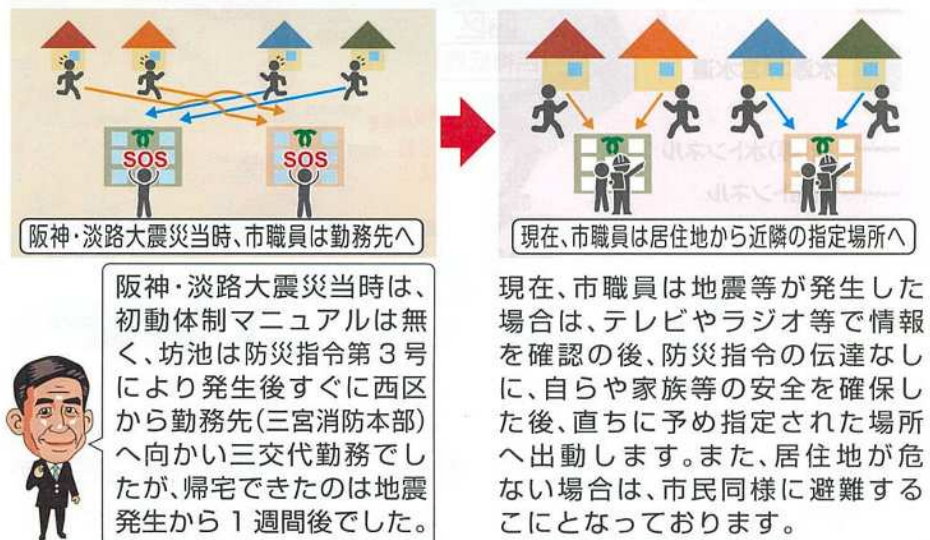 SOS
SOS
阪神・淡路大震災当時、市職員は勤務先へ
阪神・淡路大震災当時は、
初動体制マニュアルは無
く、坊池は防災指令第3号
により発生後すぐに西区
から勤務先(三宮消防本部)
へ向かい三交代勤務でし
たが、帰宅できたのは地震
発生から1週間後でした。
現在、市職員は居住地から近隣の指定場所へ
現在、市職員は地震等が発生した
場合は、テレビやラジオ等で情報
を確認の後、防災指令の伝達なし
に、自らや家族等の安全を確保し
た後、直ちに予め指定された場所
へ出動します。また、居住地が危
ない場合は、市民同様に避難する
こにとなっております。